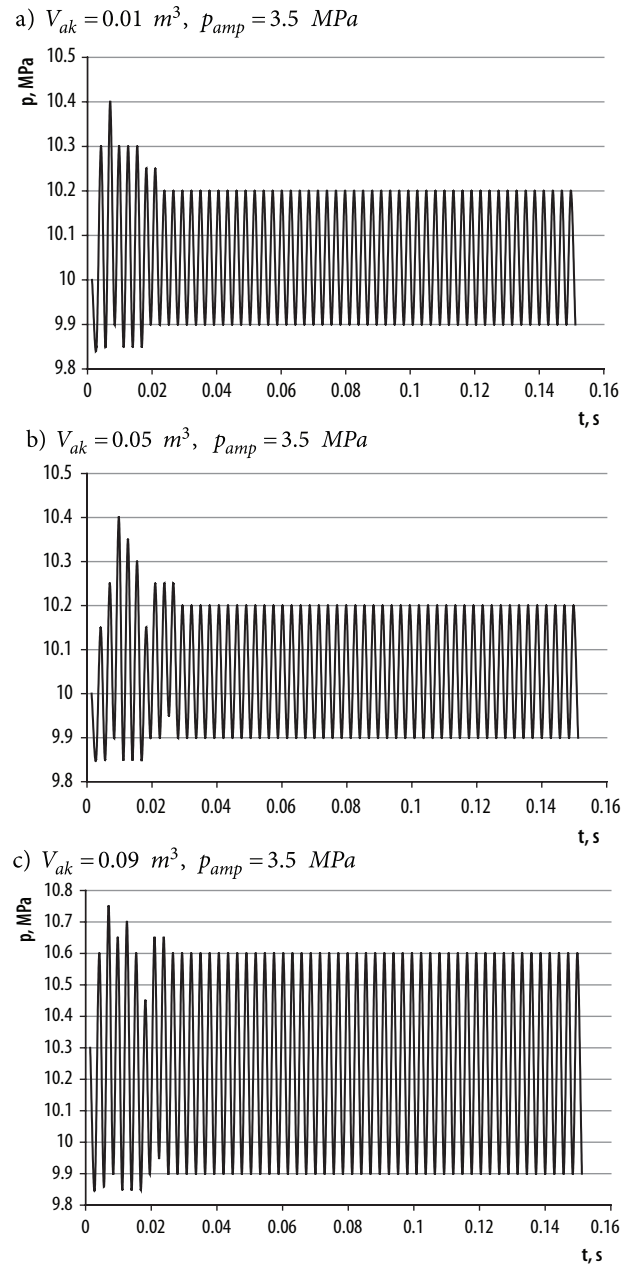 a) V_ak = 0.01 m³, p_amp = 3.5 MPa
p, MPa
10.5
10.4
10.3
10.2
10.1
10
9.9
9.8
0 0.02 0.04 0.06 0.08 0.1 0.12 0.14 0.16
t, s
b) V_ak = 0.05 m³, p_amp = 3.5 MPa
10.5
10.4
10.3
10.2
10.1
10
9.9
9.8
0 0.02 0.04 0.06 0.08 0.1 0.12 0.14 0.16
t, s
c) V_ak = 0.09 m³, p_amp = 3.5 MPa
p, MPa
10.8
10.7
10.6
10.5
10.4
10.3
10.2
10.1
10
9.9
9.8
0 0.02 0.04 0.06 0.08 0.1 0.12 0.14 0.16
t, s